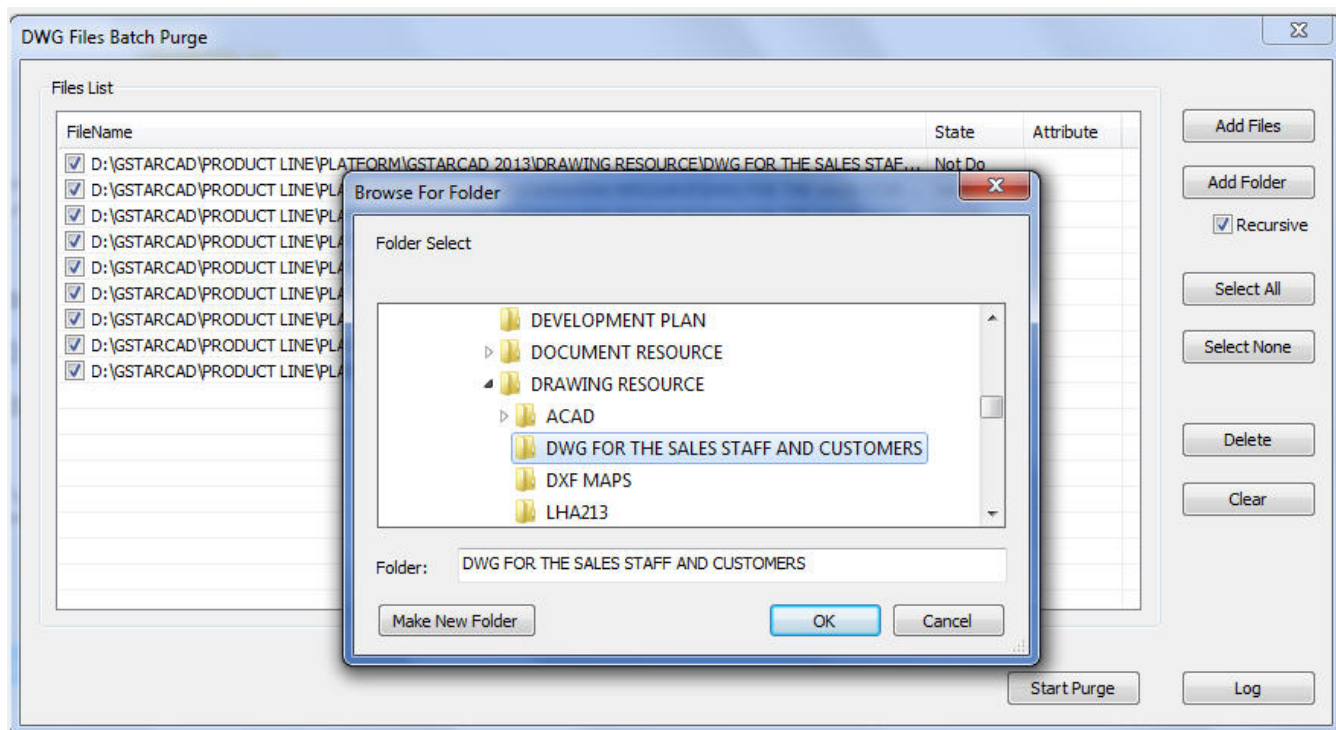 DWG Files Batch Purge
Files List
FileName State Attribute
D:\GSTARCAD\PRODUCT LINE\PLATFORM\GSTARCAD 2013\DRAWING RESOURCE\DWG FOR THE SALES STAF... Not Do
D:\GSTARCAD\PRODUCT LINE\PLA
D:\GSTARCAD\PRODUCT LINE\PLA
D:\GSTARCAD\PRODUCT LINE\PLA
D:\GSTARCAD\PRODUCT LINE\PLA
D:\GSTARCAD\PRODUCT LINE\PLA
D:\GSTARCAD\PRODUCT LINE\PLA
D:\GSTARCAD\PRODUCT LINE\PLA
D:\GSTARCAD\PRODUCT LINE\PLA
Browse For Folder
Folder Select
DEVELOPMENT PLAN
DOCUMENT RESOURCE
DRAWING RESOURCE
ACAD
DWG FOR THE SALES STAFF AND CUSTOMERS
DXF MAPS
LHA213
Folder: DWG FOR THE SALES STAFF AND CUSTOMERS
Make New Folder OK Cancel
Add Files
Add Folder
Recursive
Select All
Select None
Delete
Clear
Start Purge Log